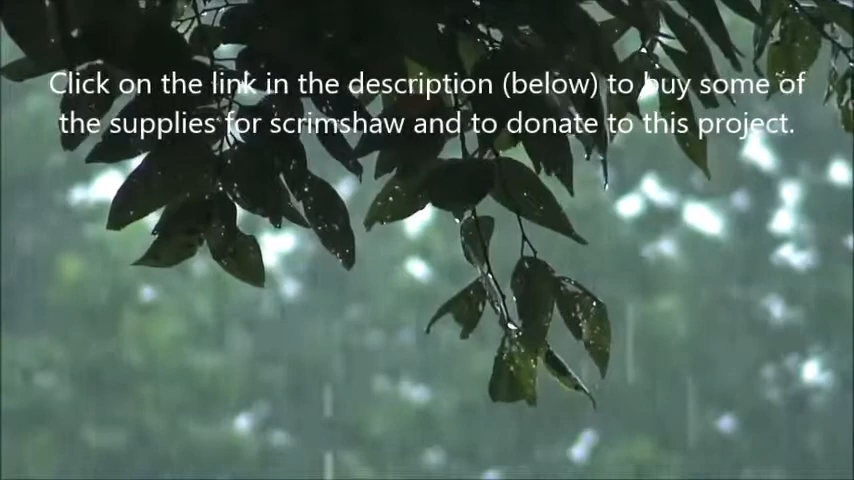 Click on the link in the description (below) to buy some of
the supplies for scrimshaw and to donate to this project.